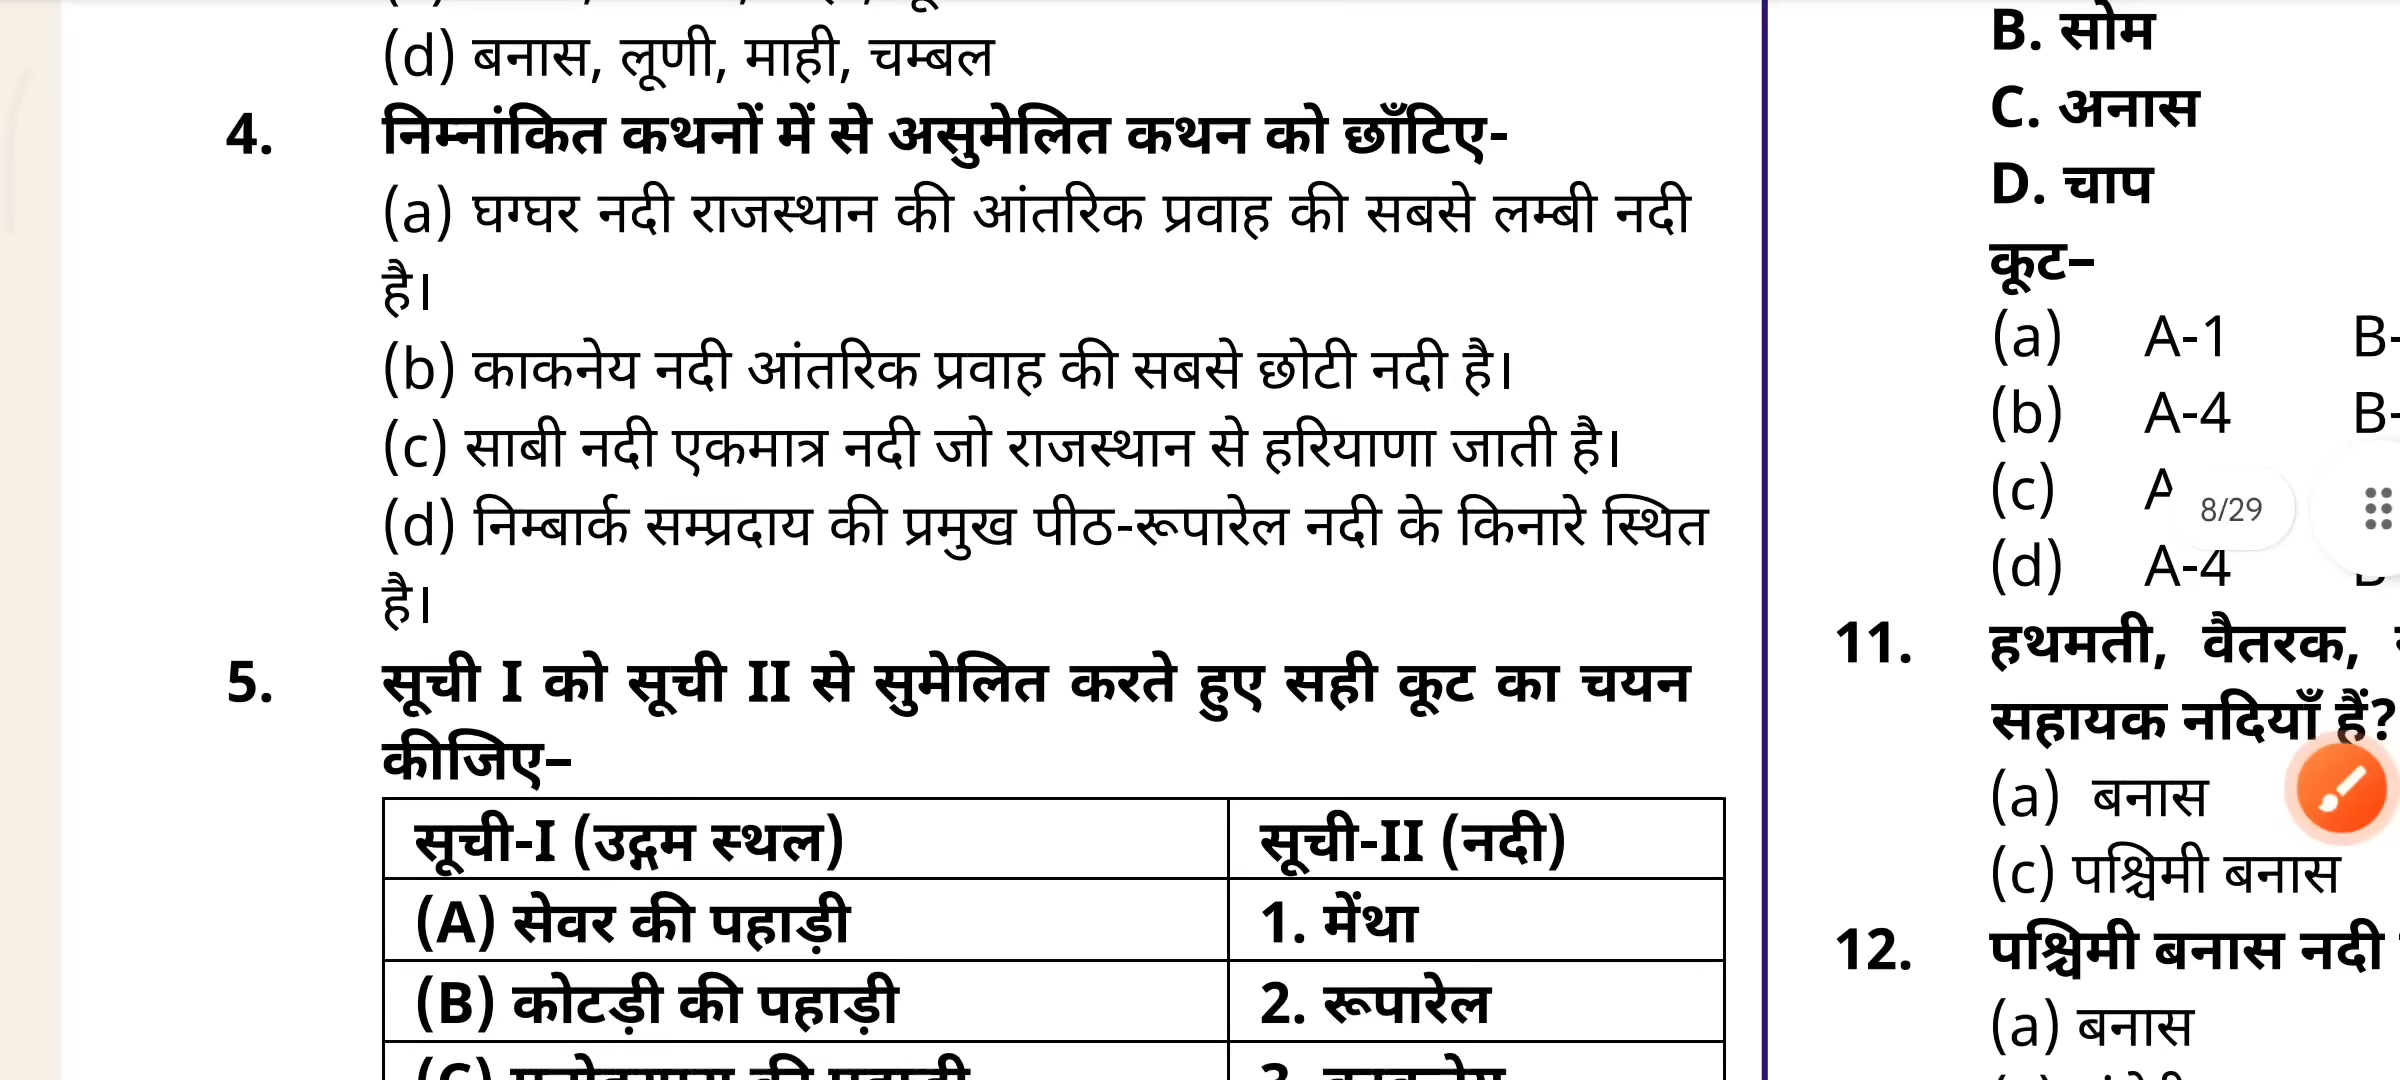 (d) बनास, लूणी, माही, चम्बल
4. निम्नांकित कथनों में से असुमेलित कथन को छाँटिए-
(a) घग्घर नदी राजस्थान की आंतरिक प्रवाह की सबसे लम्बी नदी
है।
(b) काकनेय नदी आंतरिक प्रवाह की सबसे छोटी नदी है।
(c) साबी नदी एकमात्र नदी जो राजस्थान से हरियाणा जाती है।
(d) निम्बार्क सम्प्रदाय की प्रमुख पीठ-रूपारेल नदी के किनारे स्थित
है।
5. सूची I को सूची II से सुमेलित करते हुए सही कूट का चयन
कीजिए–
सूची-I (उद्गम स्थल) सूची-II (नदी)
(A) सेवर की पहाड़ी 1. मेंथा
(B) कोटड़ी की पहाड़ी 2. रूपारेल
B. सोम
C. अनास
D. चाप
कूट–
(a) A-1 B-
(b) A-4 B-
(c) A
8/29
(d) A-4
11. हथमती, वैतरक,
सहायक नदियाँ हैं?
(a) बनास
(c) पश्चिमी बनास
12. पश्चिमी बनास नदी
(a) बनास